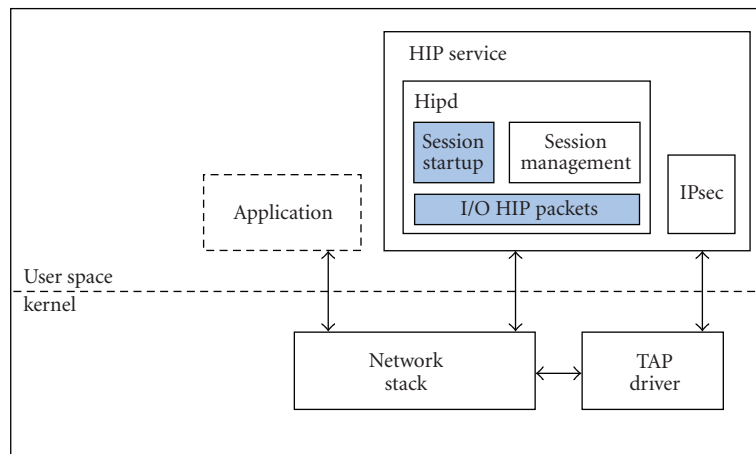 HIP service
Hipd
Session
startup
Session
management
I/O HIP packets
IPsec
Application
User space
kernel
Network
stack
TAP
driver